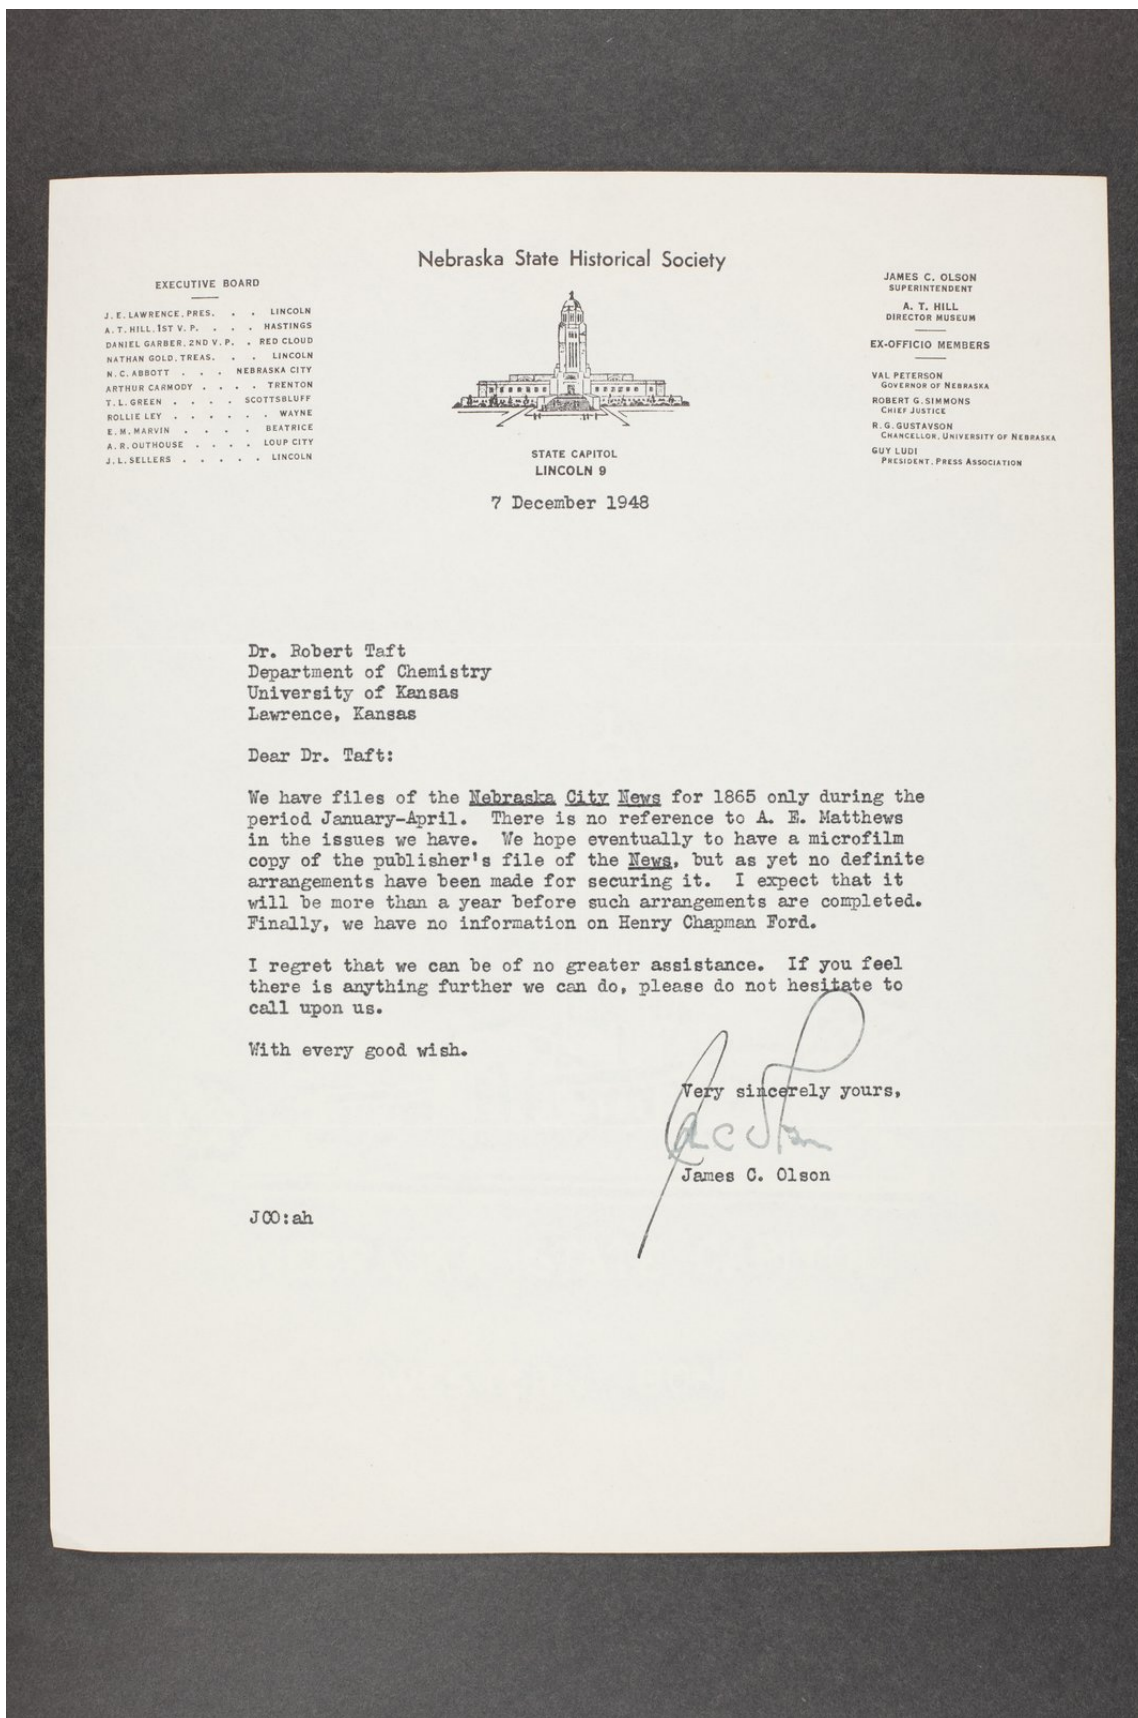 Nebraska State Historical Society
EXECUTIVE BOARD
J. E. LAWRENCE, PRES. . . LINCOLN
A. T. HILL, 1ST V. P. . . . HASTINGS
DANIEL GARBER, 2ND V. P. . RED CLOUD
NATHAN GOLD, TREAS. . . LINCOLN
N. C. ABBOTT . . . NEBRASKA CITY
ARTHUR CARMODY . . . . TRENTON
T. L. GREEN . . . . SCOTTSBLUFF
ROLLIE LEY . . . . . . WAYNE
E. M. MARVIN . . . . BEATRICE
A. R. OUTHOUSE . . . . LOUP CITY
J. L. SELLERS . . . . . LINCOLN
JAMES C. OLSON
SUPERINTENDENT
A. T. HILL
DIRECTOR MUSEUM
EX-OFFICIO MEMBERS
VAL PETERSON
GOVERNOR OF NEBRASKA
ROBERT G. SIMMONS
CHIEF JUSTICE
R. G. GUSTAVSON
CHANCELLOR, UNIVERSITY OF NEBRASKA
GUY LUDI
PRESIDENT, PRESS ASSOCIATION
STATE CAPITOL
LINCOLN 9
7 December 1948
Dr. Robert Taft
Department of Chemistry
University of Kansas
Lawrence, Kansas
Dear Dr. Taft:
We have files of the Nebraska City News for 1865 only during the
period January-April. There is no reference to A. E. Matthews
in the issues we have. We hope eventually to have a microfilm
copy of the publisher's file of the News, but as yet no definite
arrangements have been made for securing it. I expect that it
will be more than a year before such arrangements are completed.
Finally, we have no information on Henry Chapman Ford.
I regret that we can be of no greater assistance. If you feel
there is anything further we can do, please do not hesitate to
call upon us.
With every good wish.
Very sincerely yours,
James C. Olson
JCO:ah